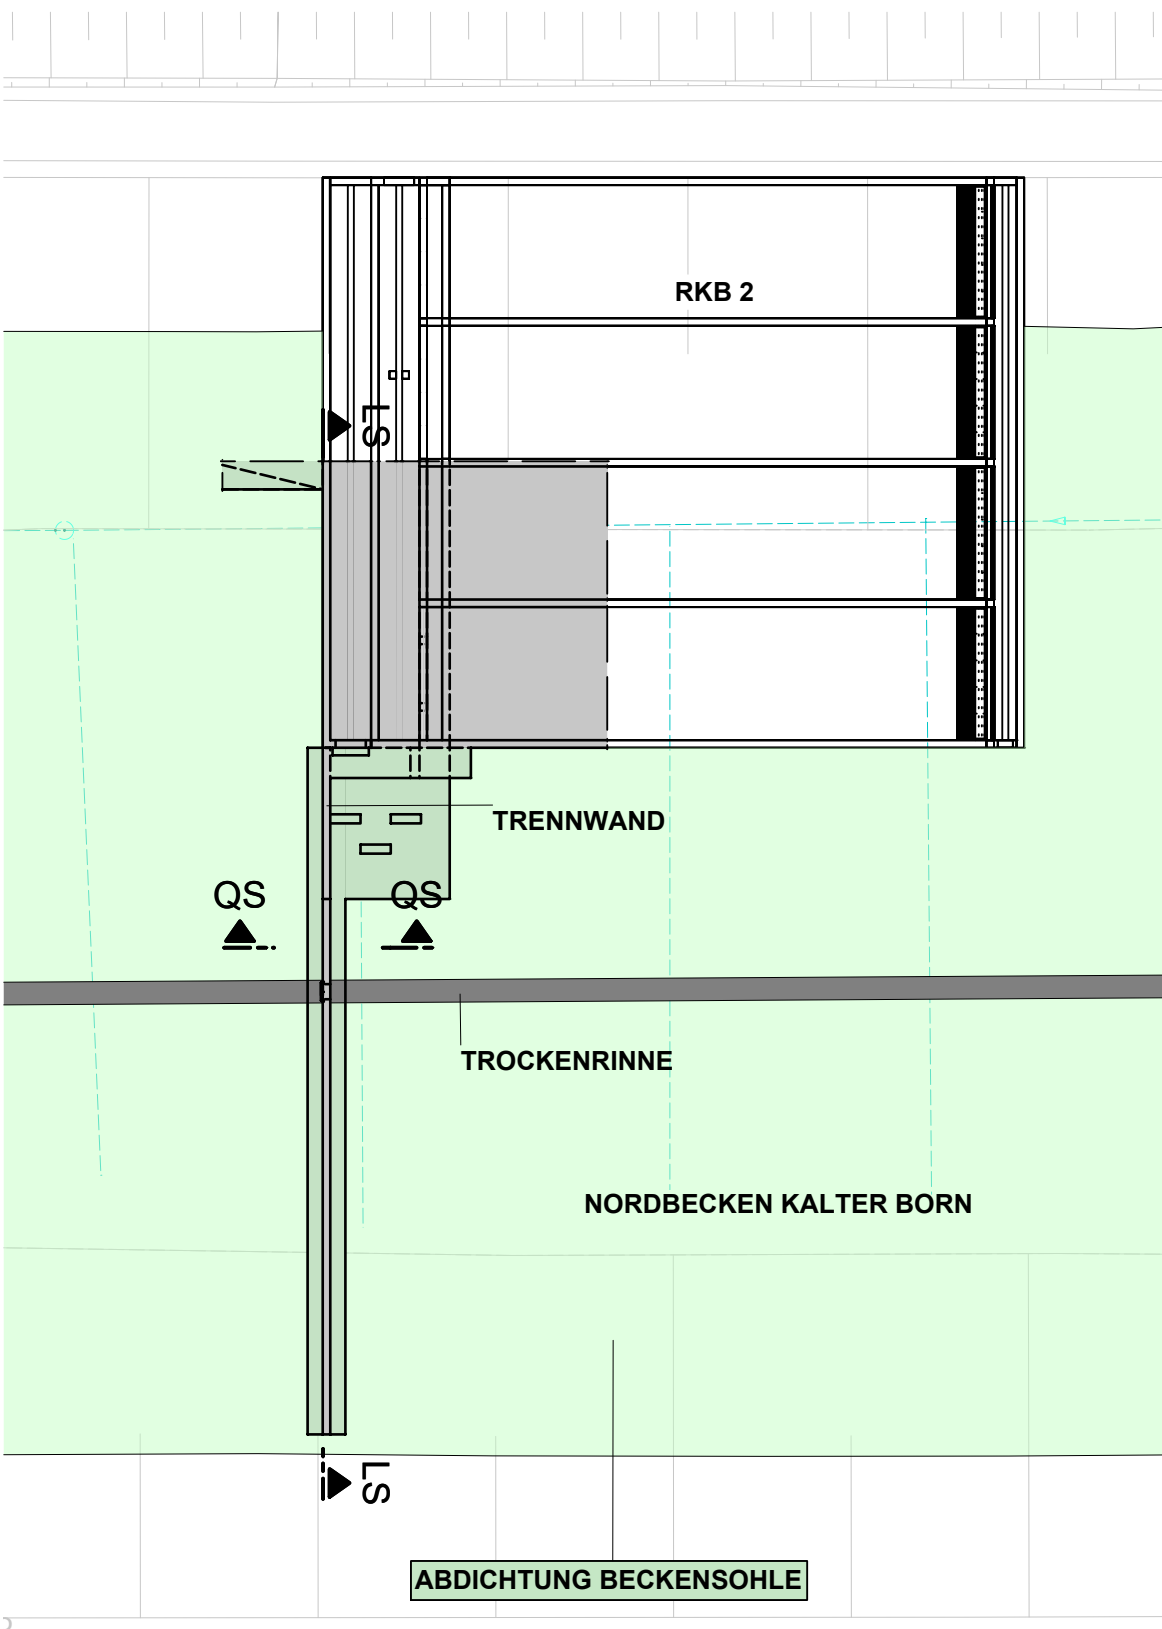 RKB 2
LS
TRENNWAND
QS
QS
TROCKENRINNE
NORDBECKEN KALTER BORN
LS
ABDICHTUNG BECKENSOHLE